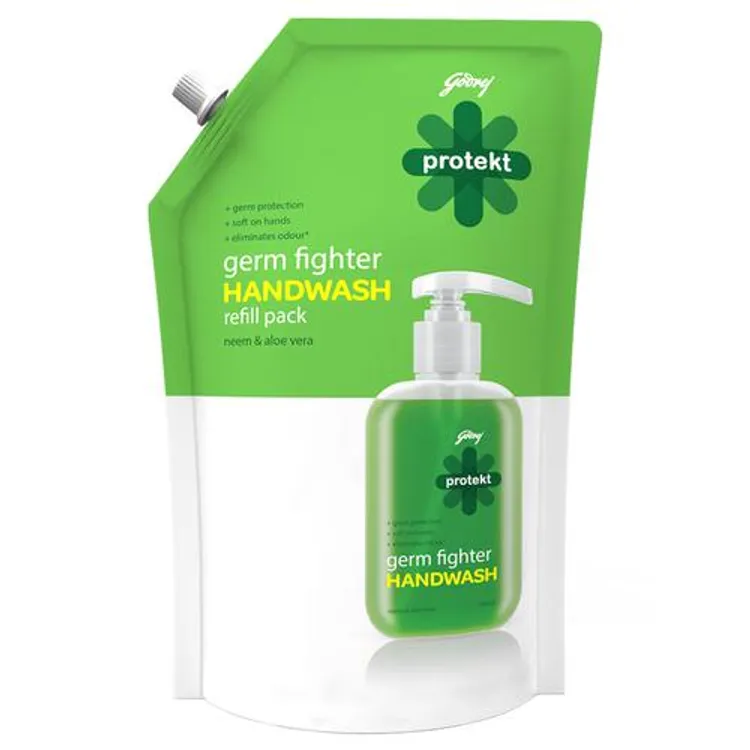 Godrej
protekt
+ germ protection
+ soft on hands
+ eliminates odour*
germ fighter
HANDWASH
refill pack
neem & aloe vera
Godrej
protekt
germ fighter
HANDWASH